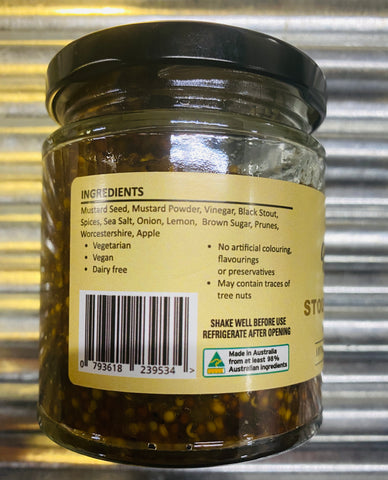 INGREDIENTS
Mustard Seed, Mustard Powder, Vinegar, Black Stout,
Spices, Sea Salt, Onion, Lemon, Brown Sugar, Prunes,
Worcestershire, Apple
• Vegetarian
• Vegan
• Dairy free
• No artificial colouring,
flavourings
or preservatives
• May contain traces of
tree nuts
SHAKE WELL BEFORE USE
REFRIGERATE AFTER OPENING
0 793618 239534 >
Made in Australia
from at least 98%
Australian ingredients